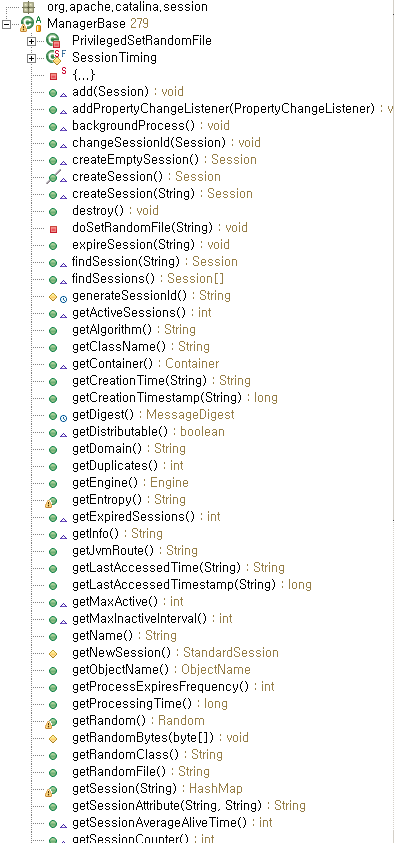 org.apache.catalina.session
ManagerBase 279
PrivilegedSetRandomFile
S F SessionTiming
S {...}
add(Session) : void
addPropertyChangeListener(PropertyChangeListener) : v
backgroundProcess() : void
changeSessionId(Session) : void
createEmptySession() : Session
createSession() : Session
createSession(String) : Session
destroy() : void
doSetRandomFile(String) : void
expireSession(String) : void
findSession(String) : Session
findSessions() : Session[]
generateSessionId() : String
getActiveSessions() : int
getAlgorithm() : String
getClassName() : String
getContainer() : Container
getCreationTime(String) : String
getCreationTimestamp(String) : long
getDigest() : MessageDigest
getDistributable() : boolean
getDomain() : String
getDuplicates() : int
getEngine() : Engine
getEntropy() : String
getExpiredSessions() : int
getInfo() : String
getJvmRoute() : String
getLastAccessedTime(String) : String
getLastAccessedTimestamp(String) : long
getMaxActive() : int
getMaxInactiveInterval() : int
getName() : String
getNewSession() : StandardSession
getObjectName() : ObjectName
getProcessExpiresFrequency() : int
getProcessingTime() : long
getRandom() : Random
getRandomBytes(byte[]) : void
getRandomClass() : String
getRandomFile() : String
getSession(String) : HashMap
getSessionAttribute(String, String) : String
getSessionAverageAliveTime() : int
getSessionCounter() : int